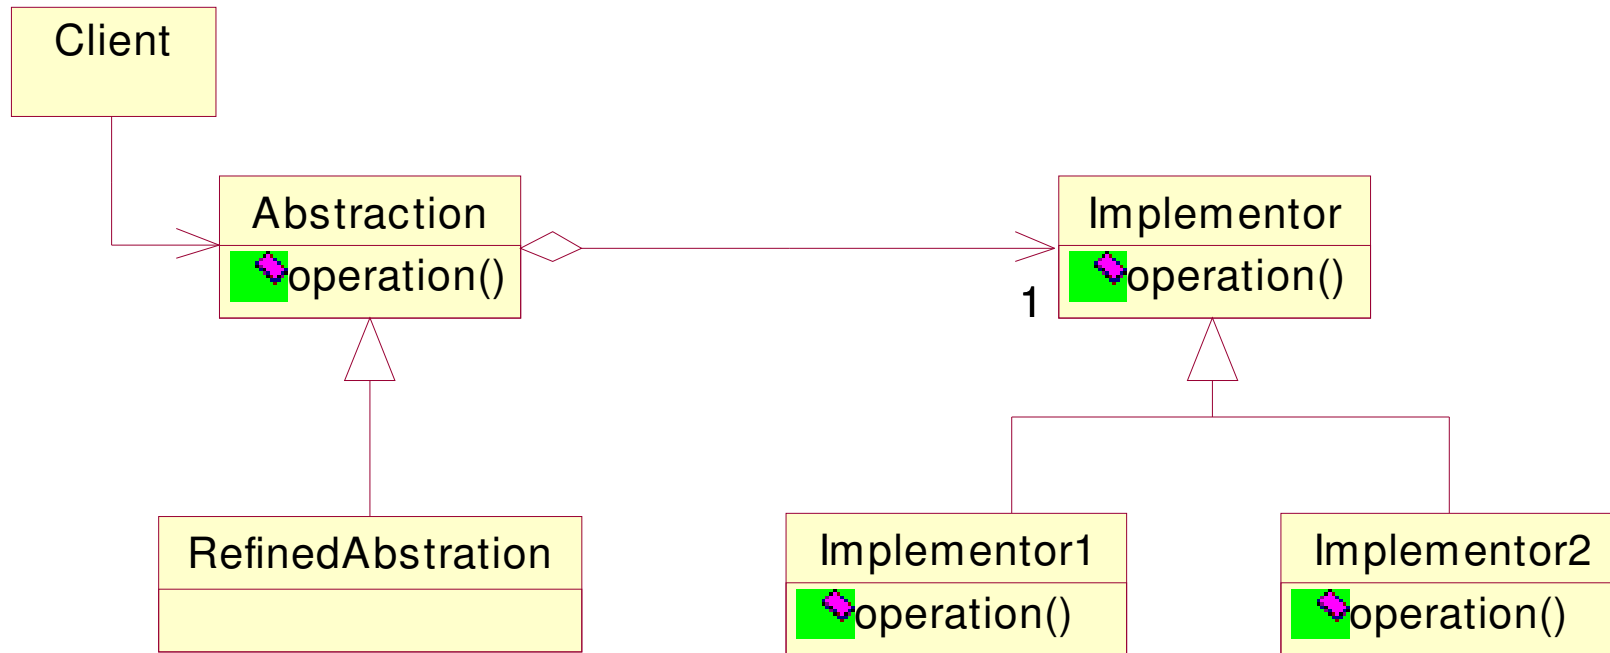 Client
Abstraction
operation()
Implementor
operation()
1
RefinedAbstration
Implementor1
operation()
Implementor2
operation()